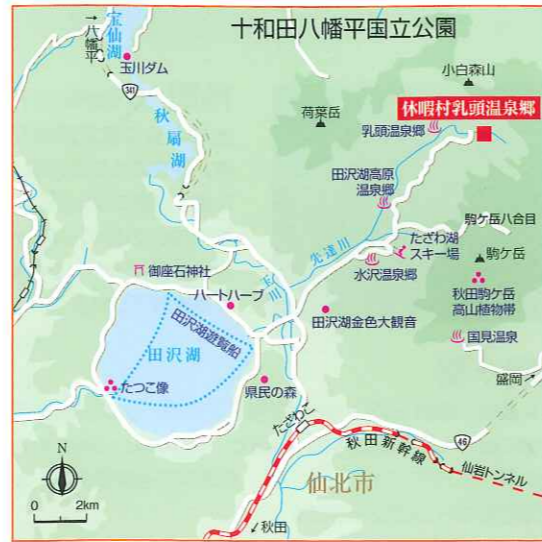 十和田八幡平国立公園
宝仙湖
八幡平
玉川ダム
341
秋扇湖
小白森山
荷葉岳
休暇村乳頭温泉郷
乳頭温泉郷
田沢湖高原
温泉郷
駒ケ岳八合目
先達川
たざわ湖
スキー場
駒ケ岳
水沢温泉郷
秋田駒ケ岳
高山植物帯
御座石神社
玉川
ハートハーブ
田沢湖遊覧船
田沢湖金色大観音
国見温泉
田沢湖
たつこ像
県民の森
盛岡
たざわこ
46
秋田新幹線
仙岩トンネル
仙北市
秋田
N
0 2km